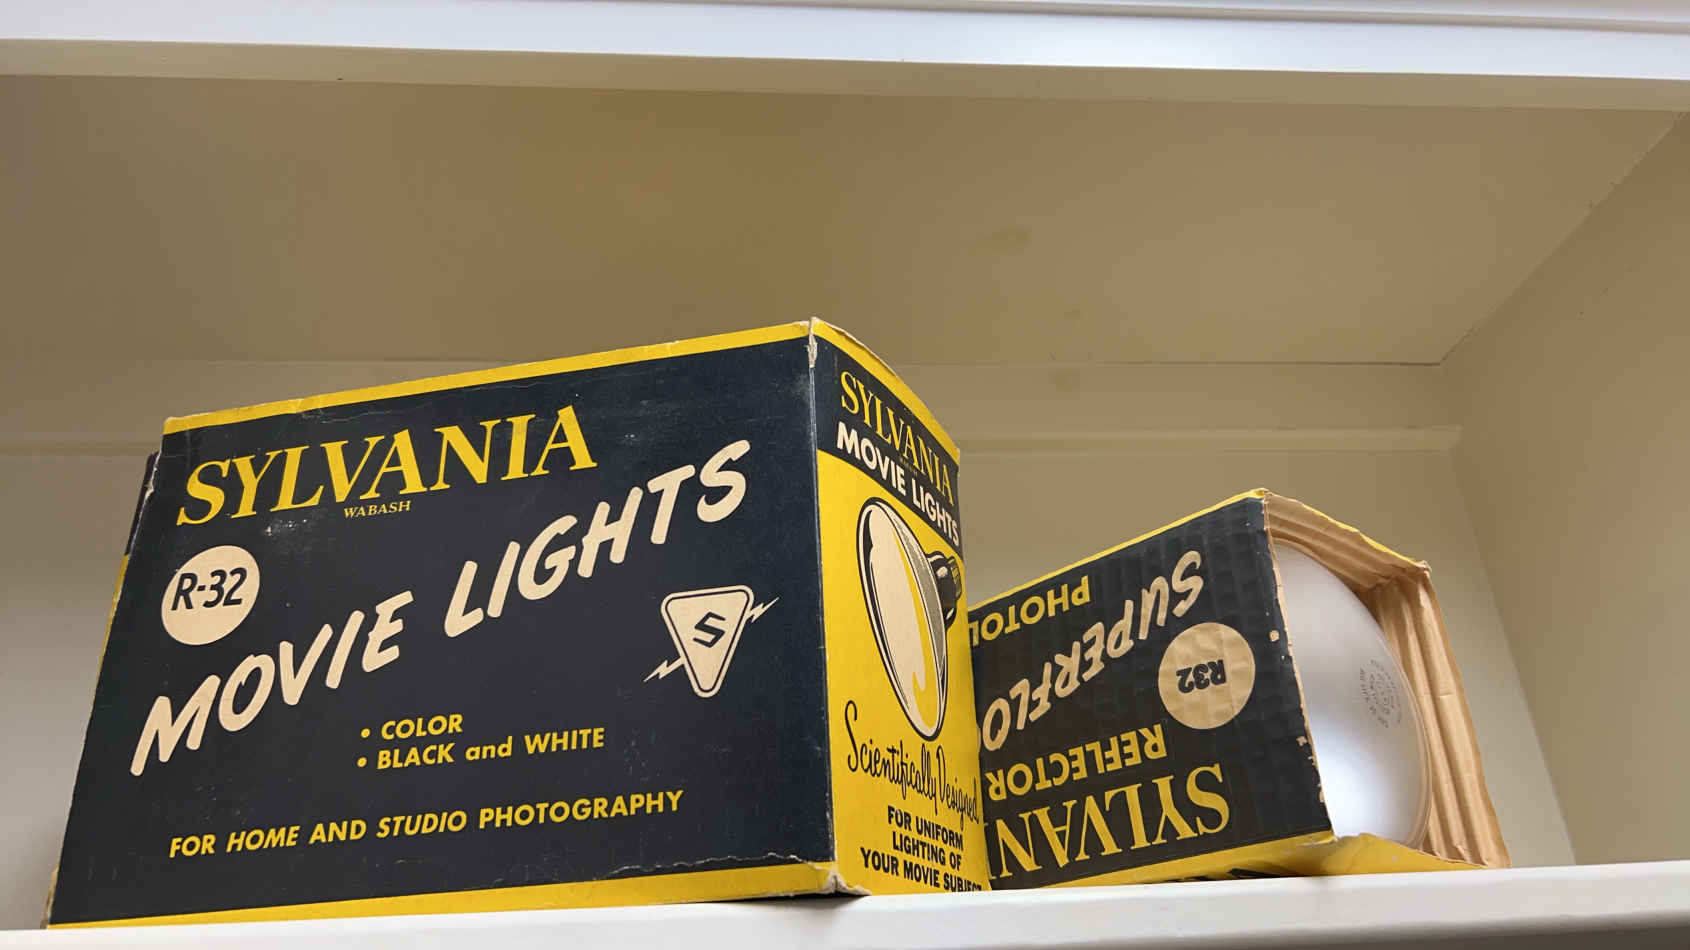 SYLVANIA
WABASH
R-32
MOVIE LIGHTS
S
• COLOR
• BLACK and WHITE
FOR HOME AND STUDIO PHOTOGRAPHY
SYLVANIA
MOVIE LIGHTS
Scientifically Designed
FOR UNIFORM
LIGHTING OF
YOUR MOVIE SUBJECT
SYLVAN
REFLECTOR
R32
SUPERFLO
PHOTO